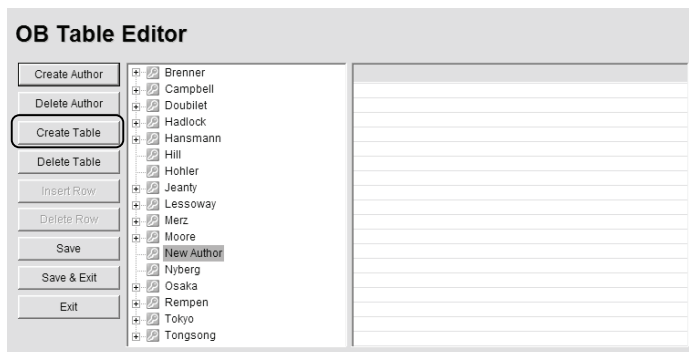 OB Table Editor
Create Author
Delete Author
Create Table
Delete Table
Insert Row
Delete Row
Save
Save & Exit
Exit
Brenner
Campbell
Doubilet
Hadlock
Hansmann
Hill
Hohler
Jeanty
Lessoway
Merz
Moore
New Author
Nyberg
Osaka
Rempen
Tokyo
Tongsong